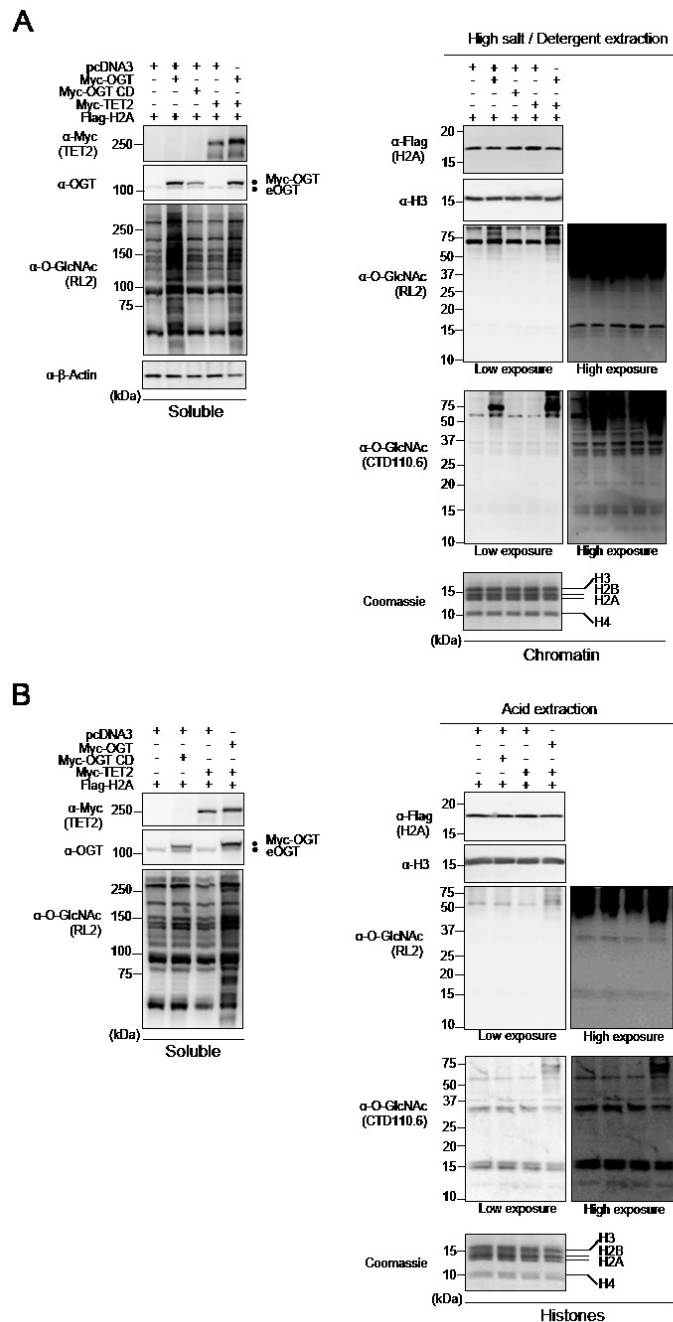 A
High salt / Detergent extraction
pcDNA3 + + + + -
Myc-OGT - + - - +
Myc-OGT CD - - + - -
Myc-TET2 - - - + +
Flag-H2A + + + + +
α-Myc
(TET2)
250
α-OGT
100
Myc-OGT
eOGT
α-O-GlcNAc
(RL2)
250
150
100
75
α-β-Actin
(kDa)
Soluble
+ + + + -
- + - - +
- - + - -
- - - + +
+ + + + +
α-Flag
(H2A)
20
15
α-H3
15
α-O-GlcNAc
(RL2)
75
50
37
25
20
15
10
Low exposure
High exposure
α-O-GlcNAc
(CTD110.6)
75
50
37
25
20
15
10
Low exposure
High exposure
Coomassie
15
10
H3
H2B
H2A
H4
(kDa)
Chromatin
B
Acid extraction
pcDNA3 + + + -
Myc-OGT - - - +
Myc-OGT CD - + - -
Myc-TET2 - - + +
Flag-H2A + + + +
α-Myc
(TET2)
250
α-OGT
100
Myc-OGT
eOGT
α-O-GlcNAc
(RL2)
250
150
100
75
(kDa)
Soluble
+ + + -
- - - +
- + - -
- - + +
+ + + +
α-Flag
(H2A)
20
15
α-H3
15
α-O-GlcNAc
(RL2)
75
50
37
25
20
15
10
Low exposure
High exposure
α-O-GlcNAc
(CTD110.6)
75
50
37
25
20
15
10
Low exposure
High exposure
Coomassie
15
10
H3
H2B
H2A
H4
(kDa)
Histones